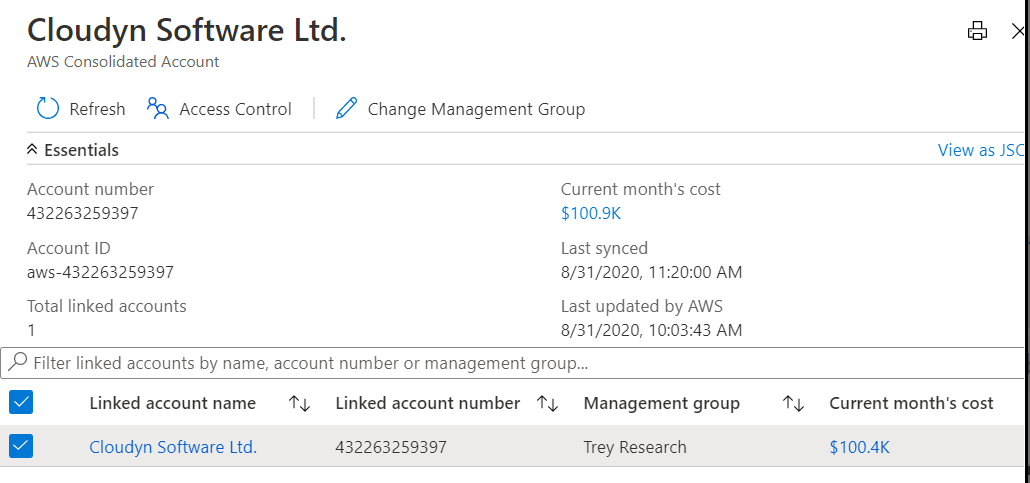 Cloudyn Software Ltd.
AWS Consolidated Account
Refresh Access Control Change Management Group
Essentials View as JSO
Account number Current month's cost
432263259397 $100.9K
Account ID Last synced
aws-432263259397 8/31/2020, 11:20:00 AM
Total linked accounts Last updated by AWS
1 8/31/2020, 10:03:43 AM
Filter linked accounts by name, account number or management group...
Linked account name Linked account number Management group Current month's cost
Cloudyn Software Ltd. 432263259397 Trey Research $100.4K